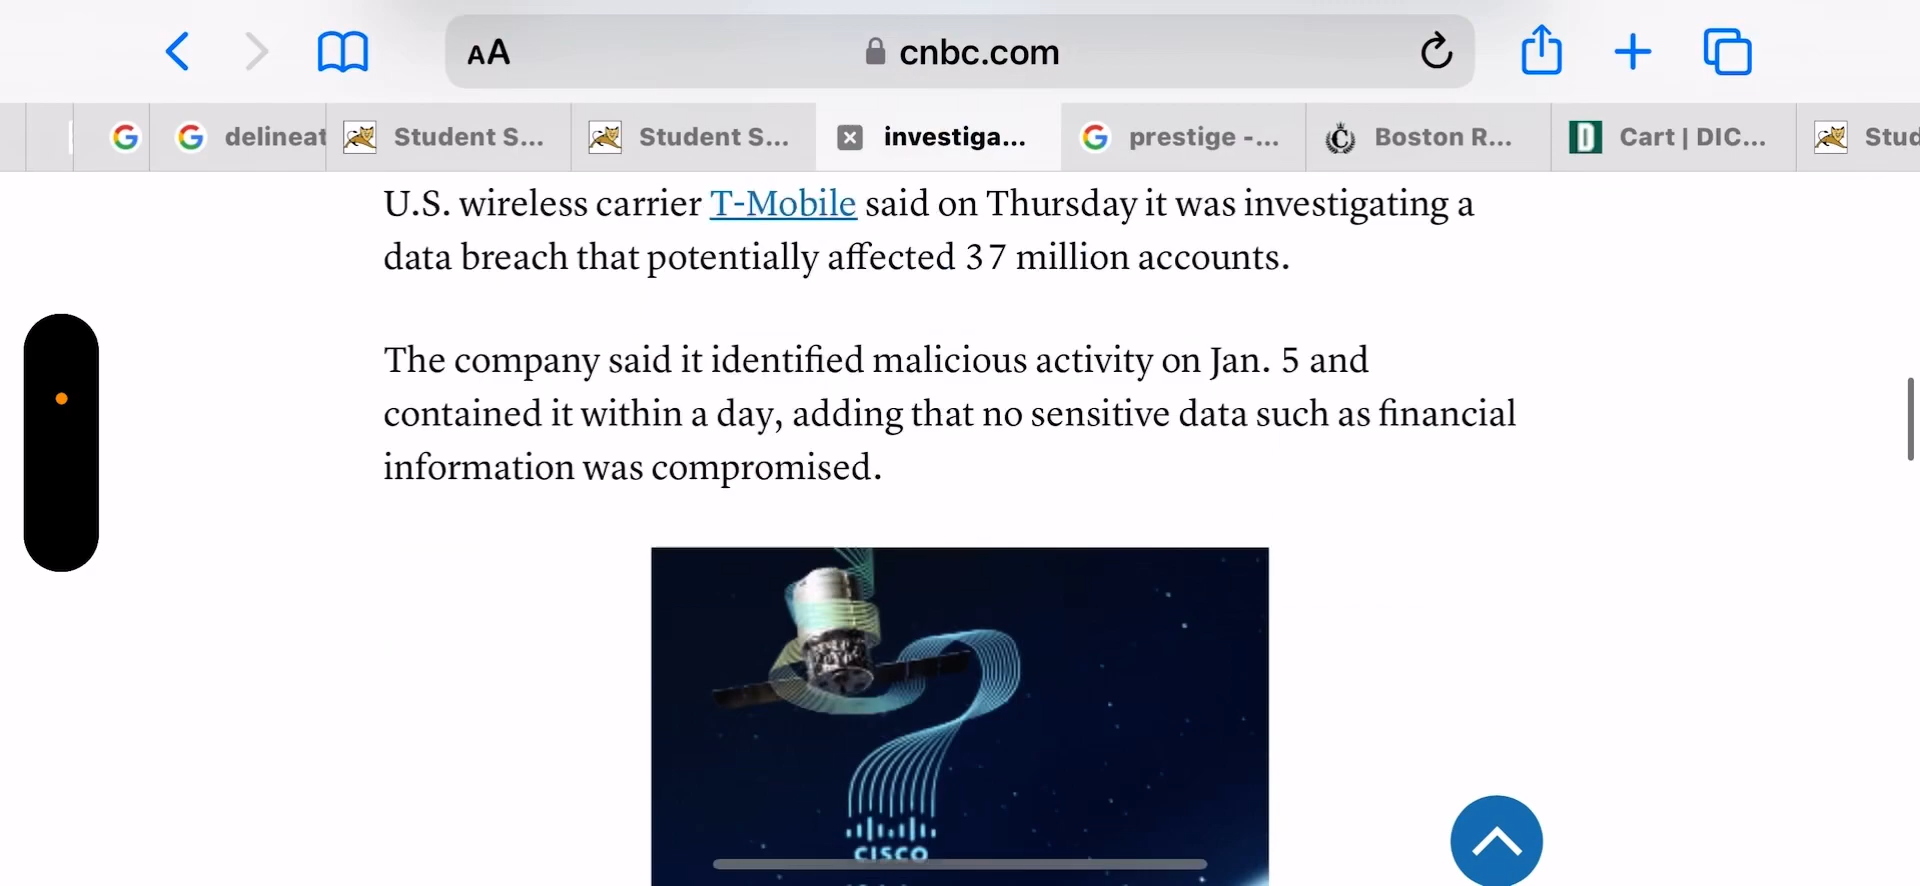 AA
cnbc.com
delineat
Student S...
Student S...
investiga...
prestige -...
Boston R...
Cart | DIC...
Stud
U.S. wireless carrier T-Mobile said on Thursday it was investigating a
data breach that potentially affected 37 million accounts.
The company said it identified malicious activity on Jan. 5 and
contained it within a day, adding that no sensitive data such as financial
information was compromised.
CISCO